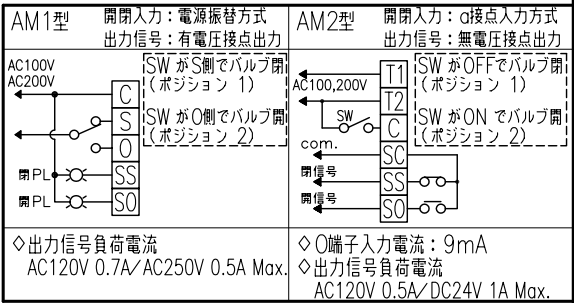 AM1型
開閉入力：電源振替方式
出力信号：有電圧接点出力
AC100V
AC200V
SW がS側でバルブ閉
(ポジション 1)
SW がO側でバルブ開
(ポジション 2)
C
S
O
SS
SO
閉PL
開PL
◇出力信号負荷電流
AC120V 0.7A/AC250V 0.5A Max.
AM2型
開閉入力：a接点入力方式
出力信号：無電圧接点出力
AC100,200V
SW
com.
閉信号
開信号
T1
T2
C
SC
SS
SO
SW がOFFでバルブ閉
(ポジション 1)
SW がON でバルブ開
(ポジション 2)
◇O端子入力電流：9mA
◇出力信号負荷電流
AC120V 0.5A/DC24V 1A Max.